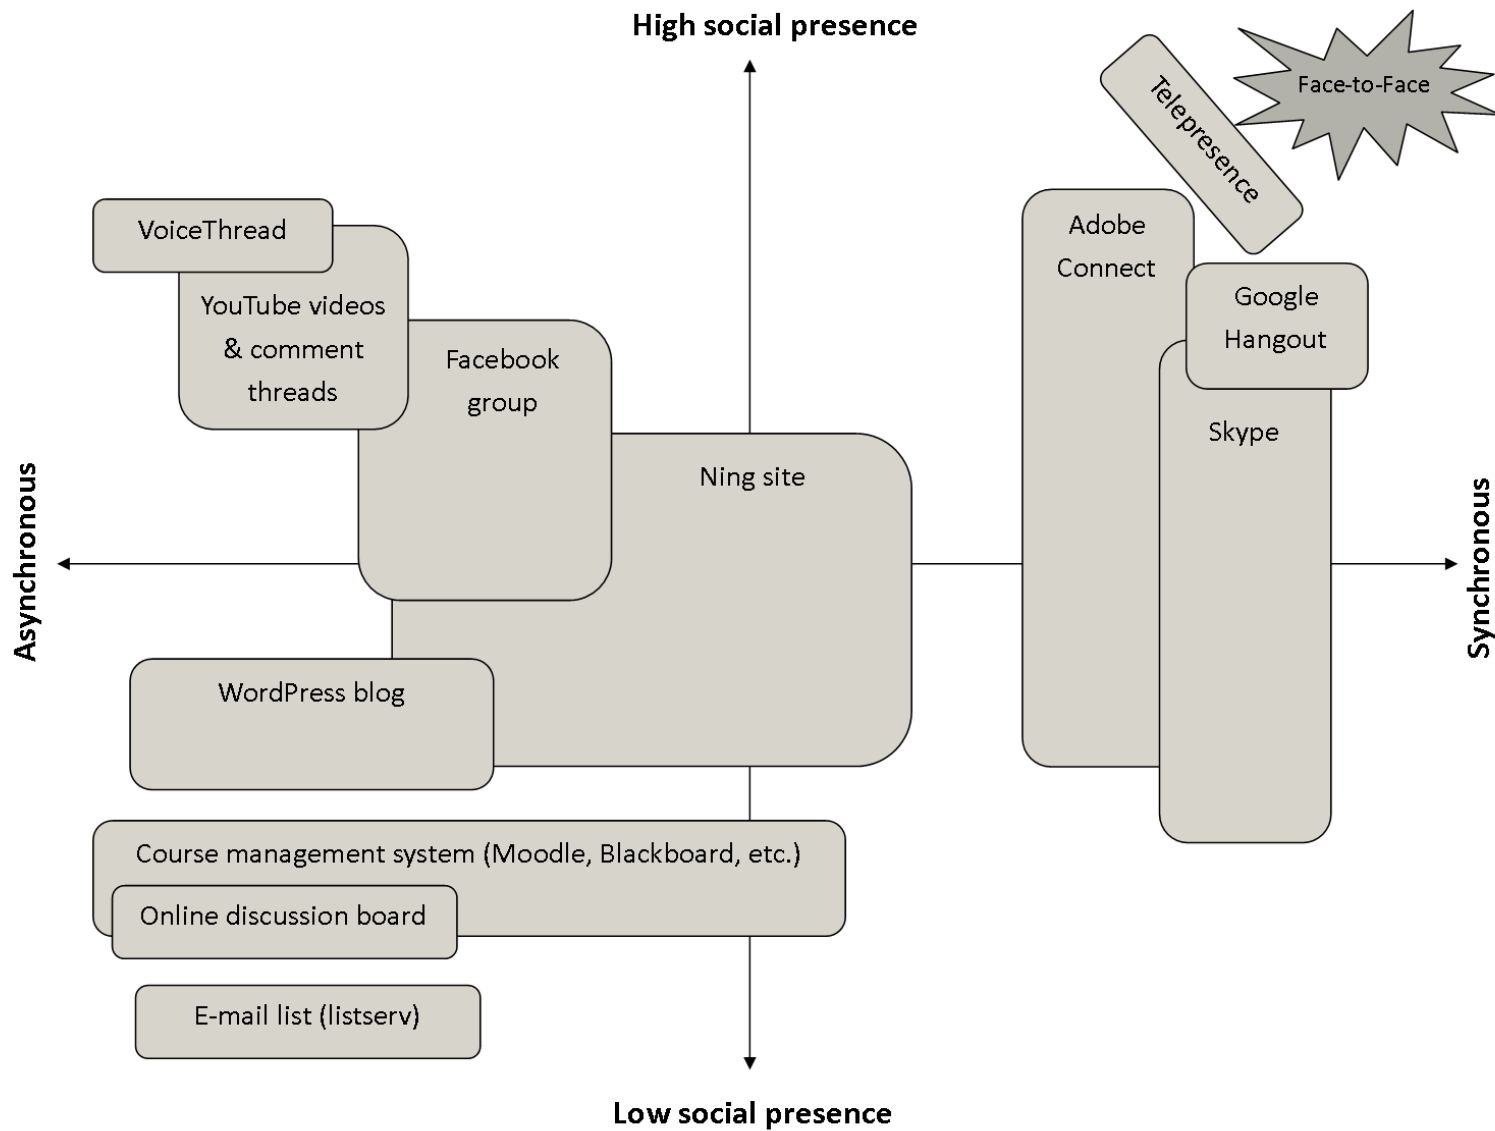 High social presence
Face-to-Face
Telepresence
VoiceThread
Adobe
Connect
YouTube videos
& comment
threads
Google
Hangout
Facebook
group
Skype
Ning site
Asynchronous
Synchronous
WordPress blog
Course management system (Moodle, Blackboard, etc.)
Online discussion board
E-mail list (listserv)
Low social presence